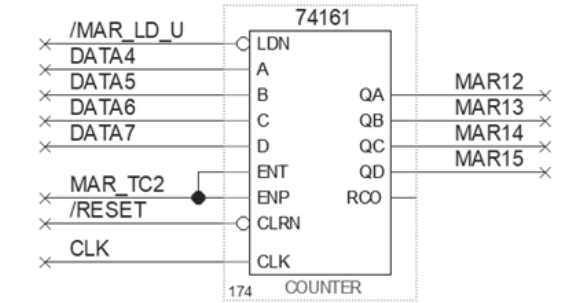 74161
/MAR_LD_U
LDN
DATA4
A
DATA5
B
QA
MAR12
DATA6
C
QB
MAR13
DATA7
D
QC
MAR14
ENT
QD
MAR15
MAR_TC2
ENP
RCO
/RESET
CLRN
CLK
CLK
174
COUNTER